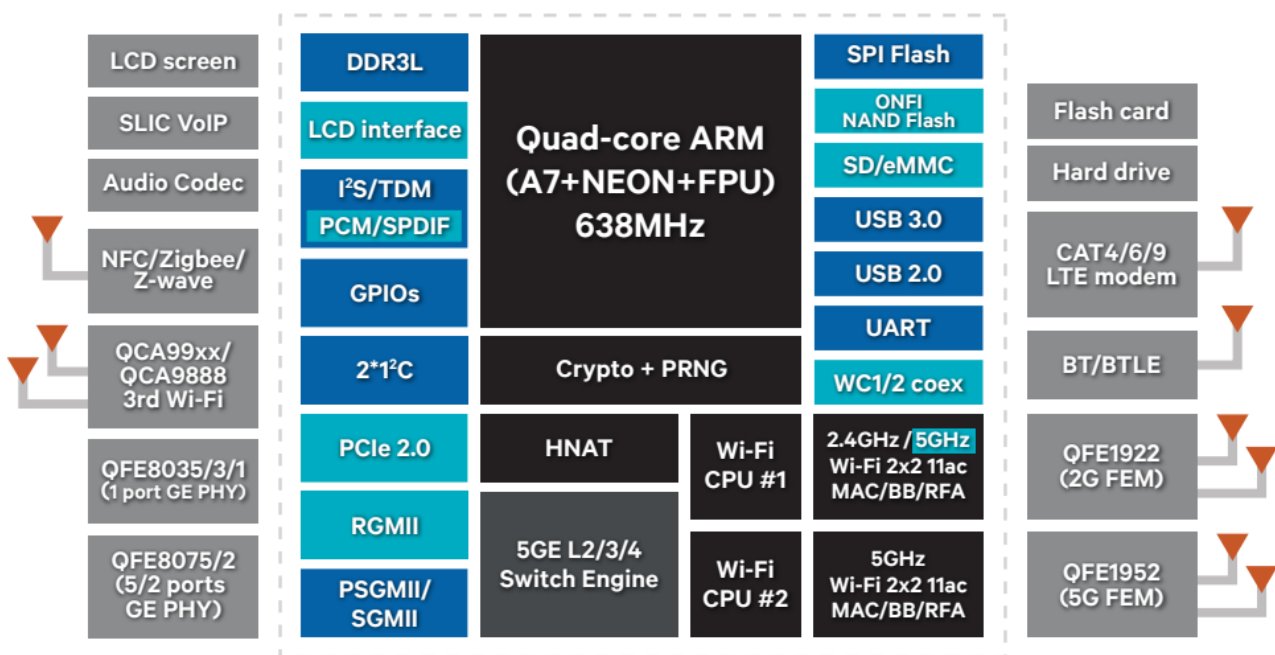 LCD screen
SLIC VoIP
Audio Codec
NFC/Zigbee/
Z-wave
QCA99xx/
QCA9888
3rd Wi-Fi
QFE8035/3/1
(1 port GE PHY)
QFE8075/2
(5/2 ports
GE PHY)
DDR3L
LCD interface
I²S/TDM
PCM/SPDIF
GPIOs
2*1²C
PCIe 2.0
RGMII
PSGMII/
SGMII
Quad-core ARM
(A7+NEON+FPU)
638MHz
Crypto + PRNG
HNAT
5GE L2/3/4
Switch Engine
Wi-Fi
CPU #1
Wi-Fi
CPU #2
SPI Flash
ONFI
NAND Flash
SD/eMMC
USB 3.0
USB 2.0
UART
WC1/2 coex
2.4GHz / 5GHz
Wi-Fi 2x2 11ac
MAC/BB/RFA
5GHz
Wi-Fi 2x2 11ac
MAC/BB/RFA
Flash card
Hard drive
CAT4/6/9
LTE modem
BT/BTLE
QFE1922
(2G FEM)
QFE1952
(5G FEM)